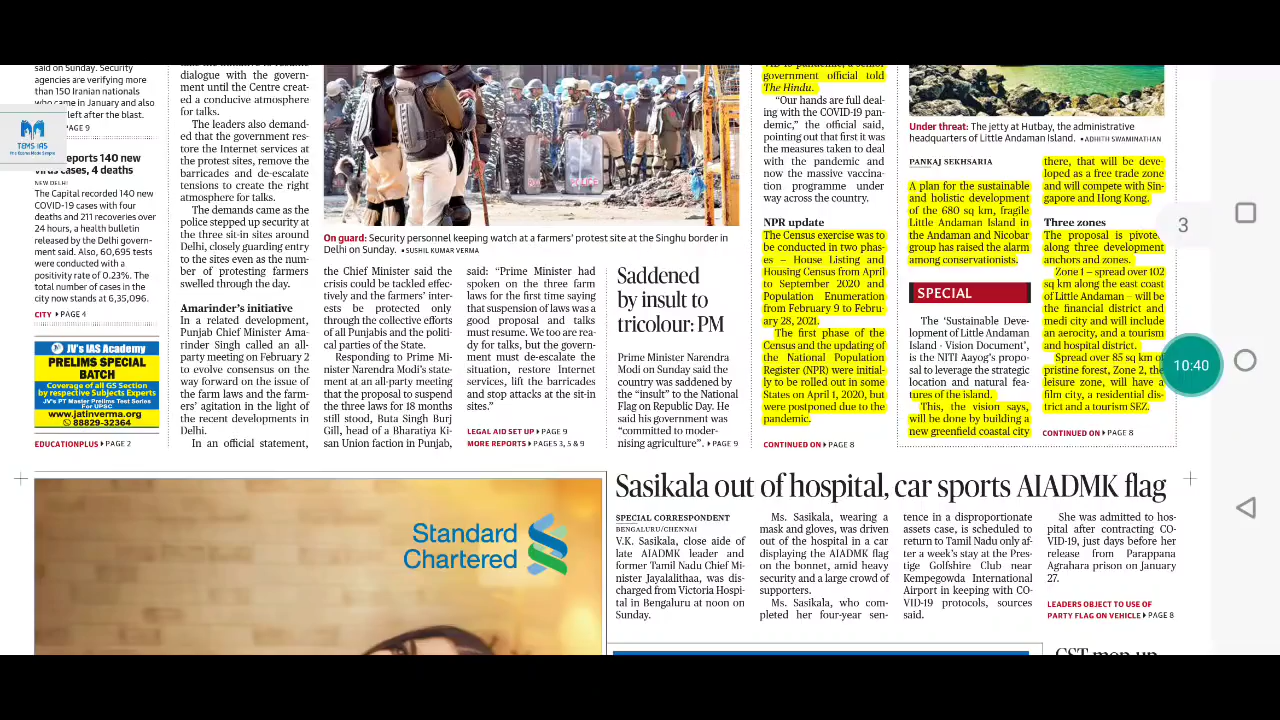 said on Sunday. Security
agencies are verifying more
than 150 Iranian nationals
who came in January and also
left after the blast.
PAGE 9
TEMS IAS
eports 140 new
virus cases, 4 deaths
NEW DELHI
The Capital recorded 140 new
COVID-19 cases with four
deaths and 211 recoveries over
24 hours, a health bulletin
released by the Delhi govern-
ment said. Also, 60,695 tests
were conducted with a
positivity rate of 0.23%. The
total number of cases in the
city now stands at 6,35,096.
CITY PAGE 4
JV's IAS Academy
PRELIMS SPECIAL
BATCH
Coverage of all GS Section
by respective Subjects Experts
JV's PT Master Prelims Test Series
For UPSC
www.jatinverma.org
88829-32364
EDUCATIONPLUS PAGE 2
dialogue with the govern-
ment until the Centre creat-
ed a conducive atmosphere
for talks.
The leaders also demand-
ed that the government res-
tore the Internet services at
the protest sites, remove the
barricades and de-escalate
tensions to create the right
atmosphere for talks.
The demands came as the
police stepped up security at
the three sit-in sites around
Delhi, closely guarding entry
to the sites even as the num-
ber of protesting farmers
swelled through the day.
Amarinder's initiative
In a related development,
Punjab Chief Minister Ama-
rinder Singh called an all-
party meeting on February 2
to evolve consensus on the
way forward on the issue of
the farm laws and the farm-
ers' agitation in the light of
the recent developments in
Delhi.
In an official statement,
POLICE
On guard: Security personnel keeping watch at a farmers' protest site at the Singhu border in
Delhi on Sunday. • SUSHIL KUMAR VERMA
the Chief Minister said the
crisis could be tackled effec-
tively and the farmers' inter-
ests be protected only
through the collective efforts
of all Punjabis and the politi-
cal parties of the State.
Responding to Prime Mi-
nister Narendra Modi's state-
ment at an all-party meeting
that the proposal to suspend
the three laws for 18 months
still stood, Buta Singh Burj
Gill, head of a Bharatiya Ki-
san Union faction in Punjab,
said: "Prime Minister had
spoken on the three farm
laws for the first time saying
that suspension of laws was a
good proposal and talks
must resume. We too are rea-
dy for talks, but the govern-
ment must de-escalate the
situation, restore Internet
services, lift the barricades
and stop attacks at the sit-in
sites."
LEGAL AID SET UP PAGE 9
MORE REPORTS PAGES 3, 5 & 9
Saddened
by insult to
tricolour: PM
Prime Minister Narendra
Modi on Sunday said the
country was saddened by
the "insult" to the National
Flag on Republic Day. He
said his government was
"committed to moder-
nising agriculture". PAGE 9
government official told
The Hindu.
"Our hands are full deal-
ing with the COVID-19 pan-
demic," the official said,
pointing out that first it was
the measures taken to deal
with the pandemic and
now the massive vaccina-
tion programme under
way across the country.
NPR update
The Census exercise was to
be conducted in two phas-
es – House Listing and
Housing Census from April
to September 2020 and
Population Enumeration
from February 9 to Febru-
ary 28, 2021.
The first phase of the
Census and the updating of
the National Population
Register (NPR) were initial-
ly to be rolled out in some
States on April 1, 2020, but
were postponed due to the
pandemic.
CONTINUED ON PAGE 8
Under threat: The jetty at Hutbay, the administrative
headquarters of Little Andaman Island. • ADHITH SWAMINATHAN
PANKAJ SEKHSARIA
A plan for the sustainable
and holistic development
of the 680 sq km, fragile
Little Andaman Island in
the Andaman and Nicobar
group has raised the alarm
among conservationists.
SPECIAL
The 'Sustainable Deve-
lopment of Little Andaman
Island - Vision Document',
is the NITI Aayog's propo-
sal to leverage the strategic
location and natural fea-
tures of the island.
This, the vision says,
will be done by building a
new greenfield coastal city
there, that will be deve-
loped as a free trade zone
and will compete with Sin-
gapore and Hong Kong.
Three zones
The proposal is pivote
along three development
anchors and zones.
Zone 1 – spread over 102
sq km along the east coast
of Little Andaman – will be
the financial district and
medi city and will include
an aerocity, and a tourism
and hospital district.
Spread over 85 sq km of
pristine forest, Zone 2, the
leisure zone, will have a
film city, a residential dis-
trict and a tourism SEZ.
CONTINUED ON PAGE 8
3
10:40
Standard
Chartered
Sasikala out of hospital, car sports AIADMK flag
SPECIAL CORRESPONDENT
BENGALURU/CHENNAI
V.K. Sasikala, close aide of
late AIADMK leader and
former Tamil Nadu Chief Mi-
nister Jayalalithaa, was dis-
charged from Victoria Hospi-
tal in Bengaluru at noon on
Sunday.
Ms. Sasikala, wearing a
mask and gloves, was driven
out of the hospital in a car
displaying the AIADMK flag
on the bonnet, amid heavy
security and a large crowd of
supporters.
Ms. Sasikala, who com-
pleted her four-year sen-
tence in a disproportionate
assets case, is scheduled to
return to Tamil Nadu only af-
ter a week's stay at the Pres-
tige Golfshire Club near
Kempegowda International
Airport in keeping with CO-
VID-19 protocols, sources
said.
She was admitted to hos-
pital after contracting CO-
VID-19, just days before her
release from Parappana
Agrahara prison on January
27.
LEADERS OBJECT TO USE OF
PARTY FLAG ON VEHICLE PAGE 8